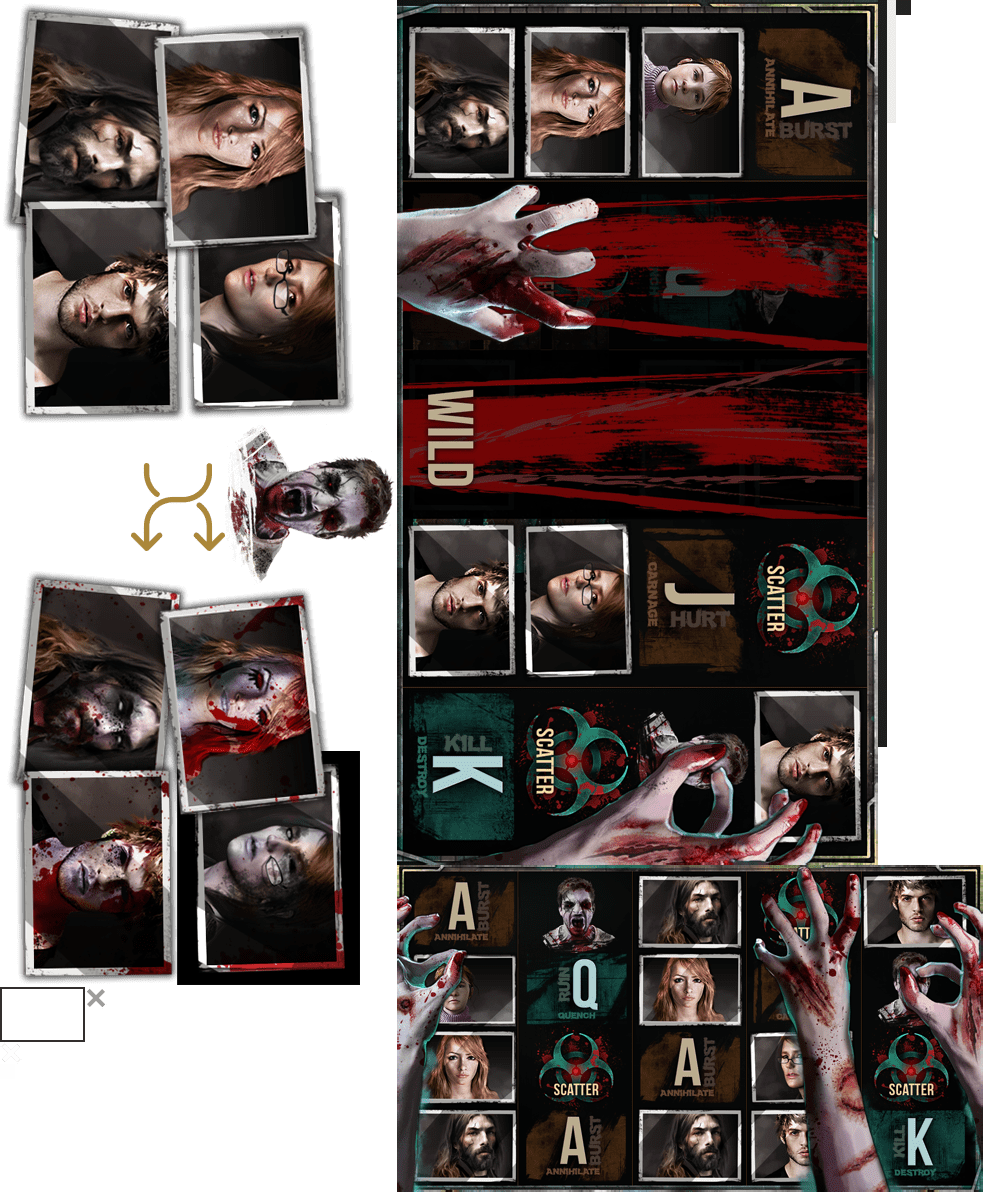 A
ANNIHILATE
BURST
WILD
J
CARNAGE
HURT
SCATTER
KILL
K
DESTROY
SCATTER
A
BURST
ANNIHILATE
RUIN
Q
QUENCH
SCATTER
A
BURST
ANNIHILATE
SCATTER
A
BURST
ANNIHILATE
KILL
K
DESTROY